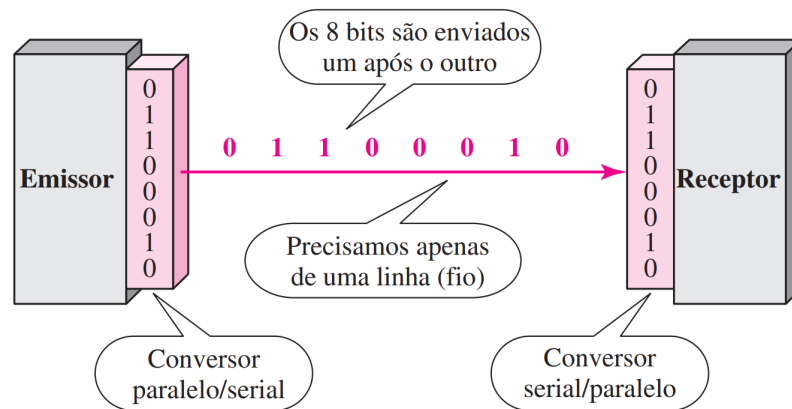 Os 8 bits são enviados
um após o outro
0
1
1
0
0
0
1
0
Emissor
0 1 1 0 0 0 1 0
Precisamos apenas
de uma linha (fio)
0
1
1
0
0
0
1
0
Receptor
Conversor
paralelo/serial
Conversor
serial/paralelo